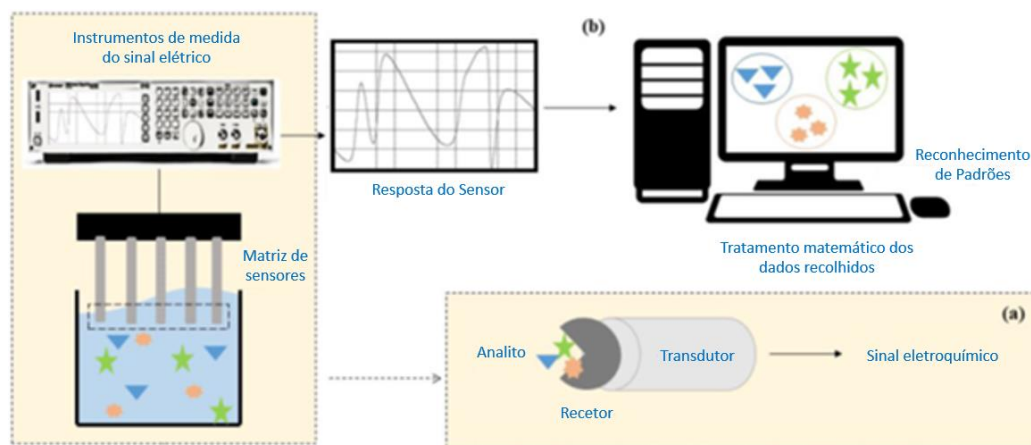 Instrumentos de medida
do sinal elétrico
(b)
Resposta do Sensor
Reconhecimento
de Padrões
Matriz de
sensores
Tratamento matemático dos
dados recolhidos
(a)
Analito
Transdutor
Sinal eletroquímico
Recetor